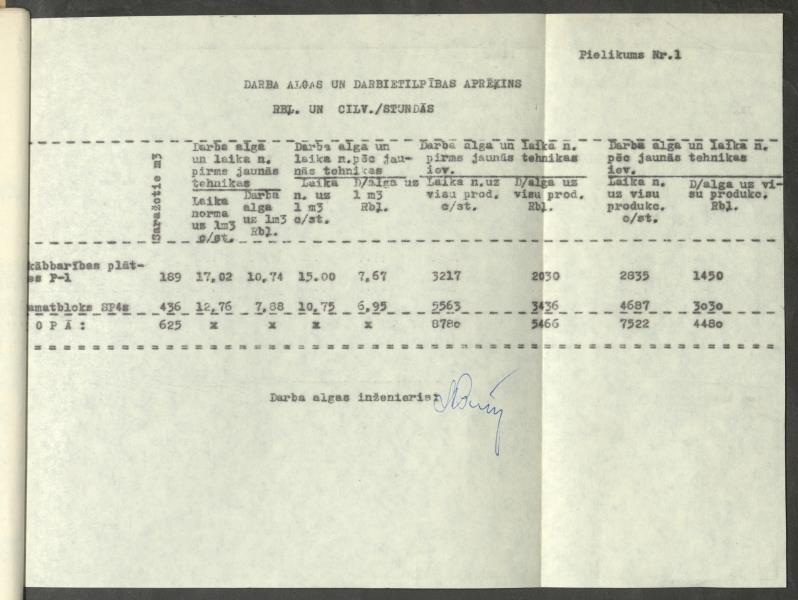 Pielikums Nr.1
DARBA ALGAS UN DARBIETILPĪBAS APRĒĶINS
RBĻ. UN CILV./STUNDĀS
Saražotie m3
Darba alga un laika n. pirms jaunās tehnikas
Laika norma uz 1m3 c/st.
Darba alga uz 1m3 Rbļ.
Darba alga un laika n.pēc jaunās tehnikas
Laika n. uz 1 m3 c/st.
D/alga uz 1 m3 Rbļ.
Darba alga un laika n. pirms jaunās tehnikas iev.
Laika n.uz visu prod. c/st.
D/alga uz visu prod. Rbļ.
Darba alga un laika n. pēc jaunās tehnikas iev.
Laika n. uz visu produkc. c/st.
D/alga uz visu produkc. Rbļ.
kābbarības plāt-
es P-1 189 17,02 10,74 15.00 7,67 3217 2030 2835 1450
amatbloks SP4s 436 12,76 7,88 10,75 6,95 5563 3436 4687 3030
O P Ā : 625 x x x x 8780 5466 7522 4480
Darba algas inženieris: